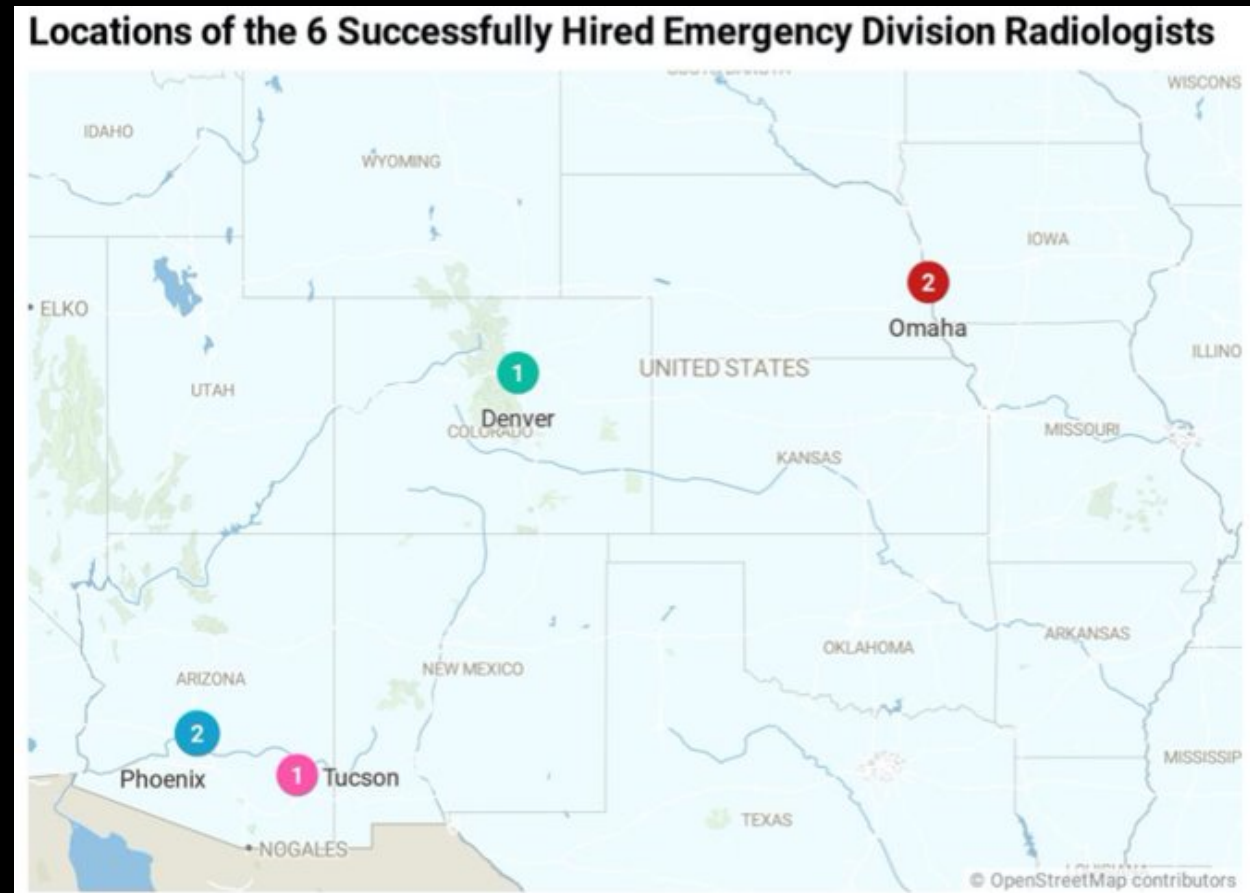 Locations of the 6 Successfully Hired Emergency Division Radiologists
WISCONS
IDAHO
WYOMING
IOWA
2
Omaha
ELKO
ILLINO
UNITED STATES
1
Denver
COLORADO
UTAH
MISSOURI
KANSAS
ARKANSAS
OKLAHOMA
NEW MEXICO
ARIZONA
2
Phoenix
1 Tucson
MISSISSIP
TEXAS
NOGALES
© OpenStreetMap contributors